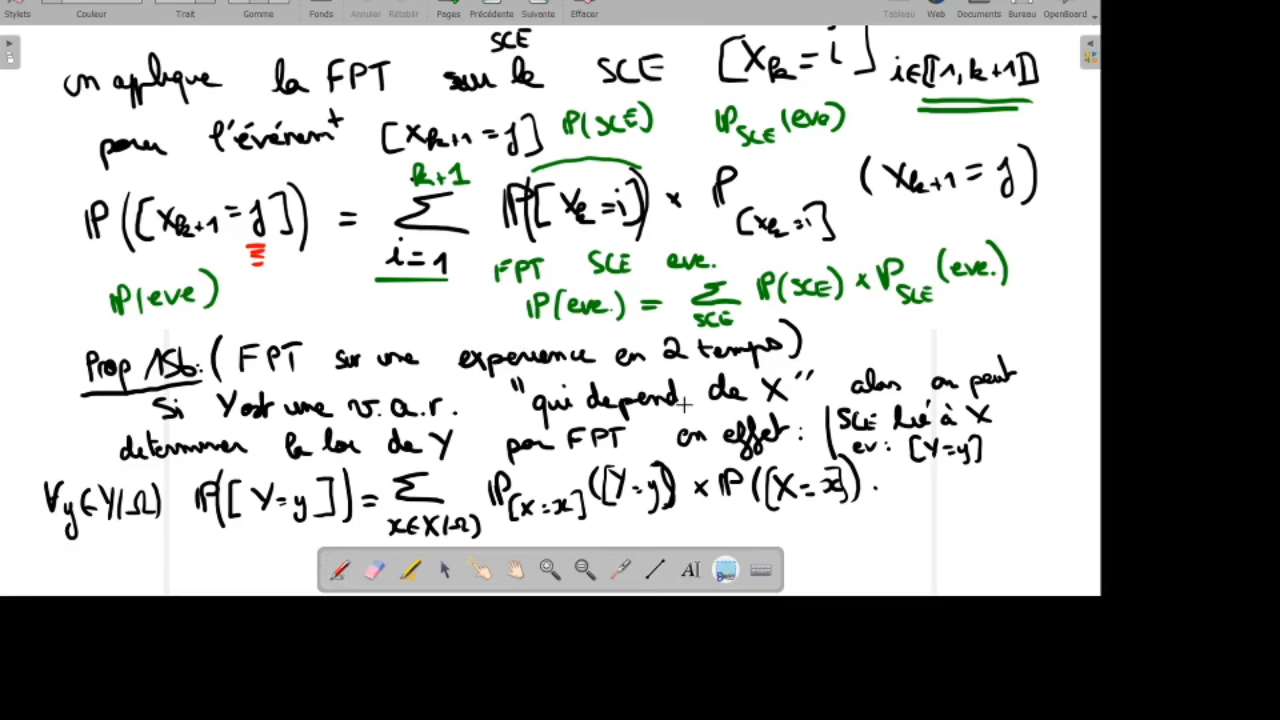 Stylets Couleur Trait Gomme Fonds Annuler Rétablir Pages Précédente Suivante Effacer Tableau Web Documents Bureau OpenBoard
SCE
on applique la FPT sur le SCE [X_k = i] i∈[[1, k+1]]
pour l'événem^t [X_{k+1} = j] P(SCE) P_SCE(eve)
k+1
P([X_{k+1} = j]) = Σ_{i=1} P([X_k = i]) × P_{[X_k = i]} (X_{k+1} = j)
P(eve) FPT SCE eve.
P(eve.) = Σ_SCE P(SCE) × P_SCE(eve.)
Prop 15b: (FPT sur une experience en 2 temps)
Si Y est une v.a.r. "qui depend de X" alors on peut
determiner la loi de Y par FPT en effet: | SCE lié à X
ev: [Y=y]
∀y∈Y(Ω) P([Y=y]) = Σ_{x∈X(Ω)} P_{[X=x]}([Y=y]) × P([X=x]).
AI